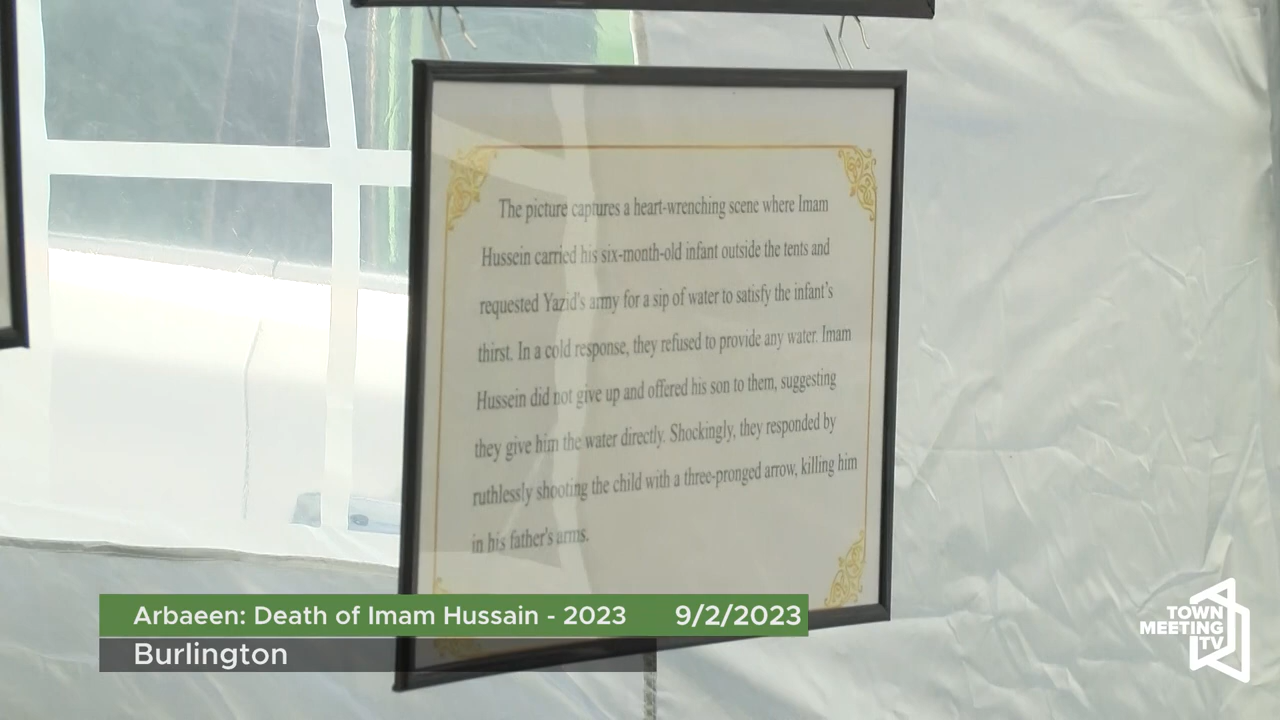 The picture captures a heart-wrenching scene where Imam
Hussein carried his six-month-old infant outside the tents and
requested Yazid's army for a sip of water to satisfy the infant's
thirst. In a cold response, they refused to provide any water. Imam
Hussein did not give up and offered his son to them, suggesting
they give him the water directly. Shockingly, they responded by
ruthlessly shooting the child with a three-pronged arrow, killing him
in his father's arms.
Arbaeen: Death of Imam Hussain - 2023 9/2/2023
Burlington
TOWN
MEETING
TV